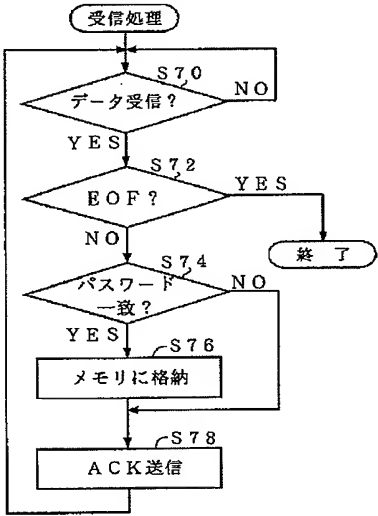 受信処理
S70
データ受信?
NO
YES
S72
EOF?
YES
NO
終 了
S74
パスワード
一致?
NO
YES
S76
メモリに格納
S78
ACK送信